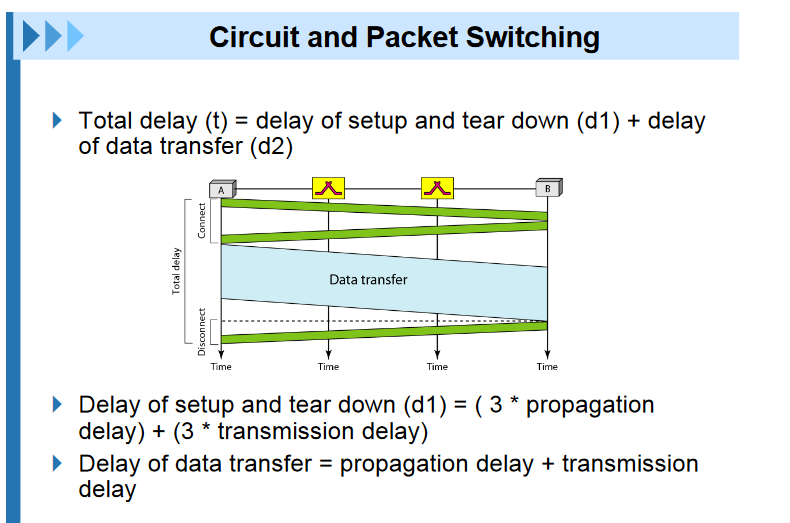 Circuit and Packet Switching
Total delay (t) = delay of setup and tear down (d1) + delay
of data transfer (d2)
A
B
Connect
Total delay
Data transfer
Disconnect
Time
Time
Time
Time
Delay of setup and tear down (d1) = ( 3 * propagation
delay) + (3 * transmission delay)
Delay of data transfer = propagation delay + transmission
delay